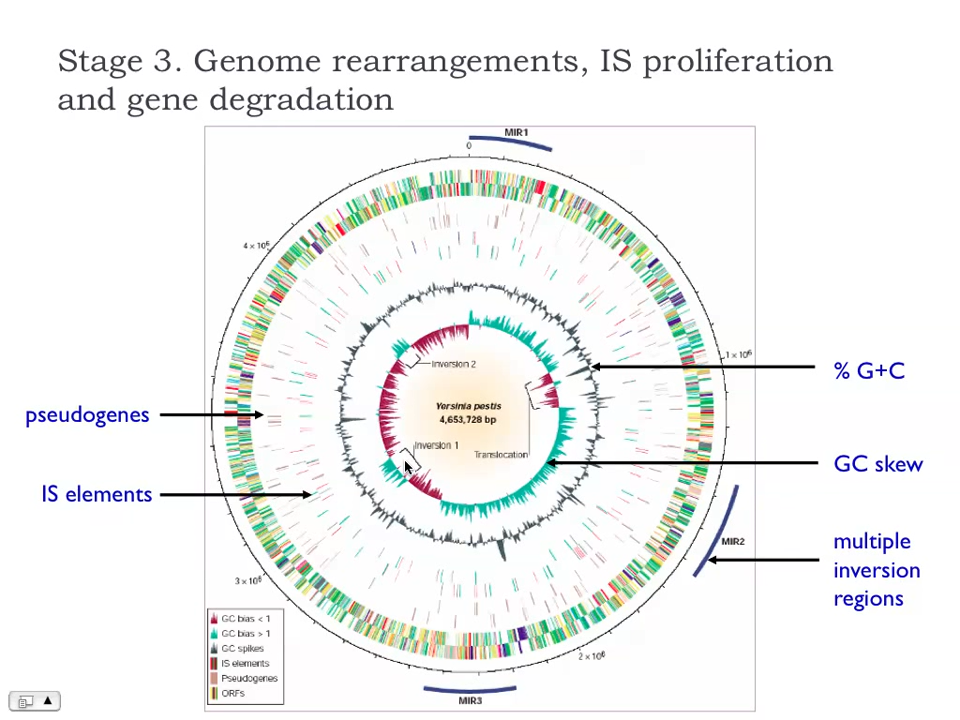 Stage 3. Genome rearrangements, IS proliferation
and gene degradation
MIR1
0
4 × 10⁶
1 × 10⁶
Inversion 2
% G+C
Yersinia pestis
4,653,728 bp
pseudogenes
Inversion 1
Translocation
GC skew
IS elements
MIR2
multiple
inversion
regions
3 × 10⁶
2 × 10⁶
GC bias < 1
GC bias > 1
GC spikes
IS elements
Pseudogenes
ORFs
MIR3